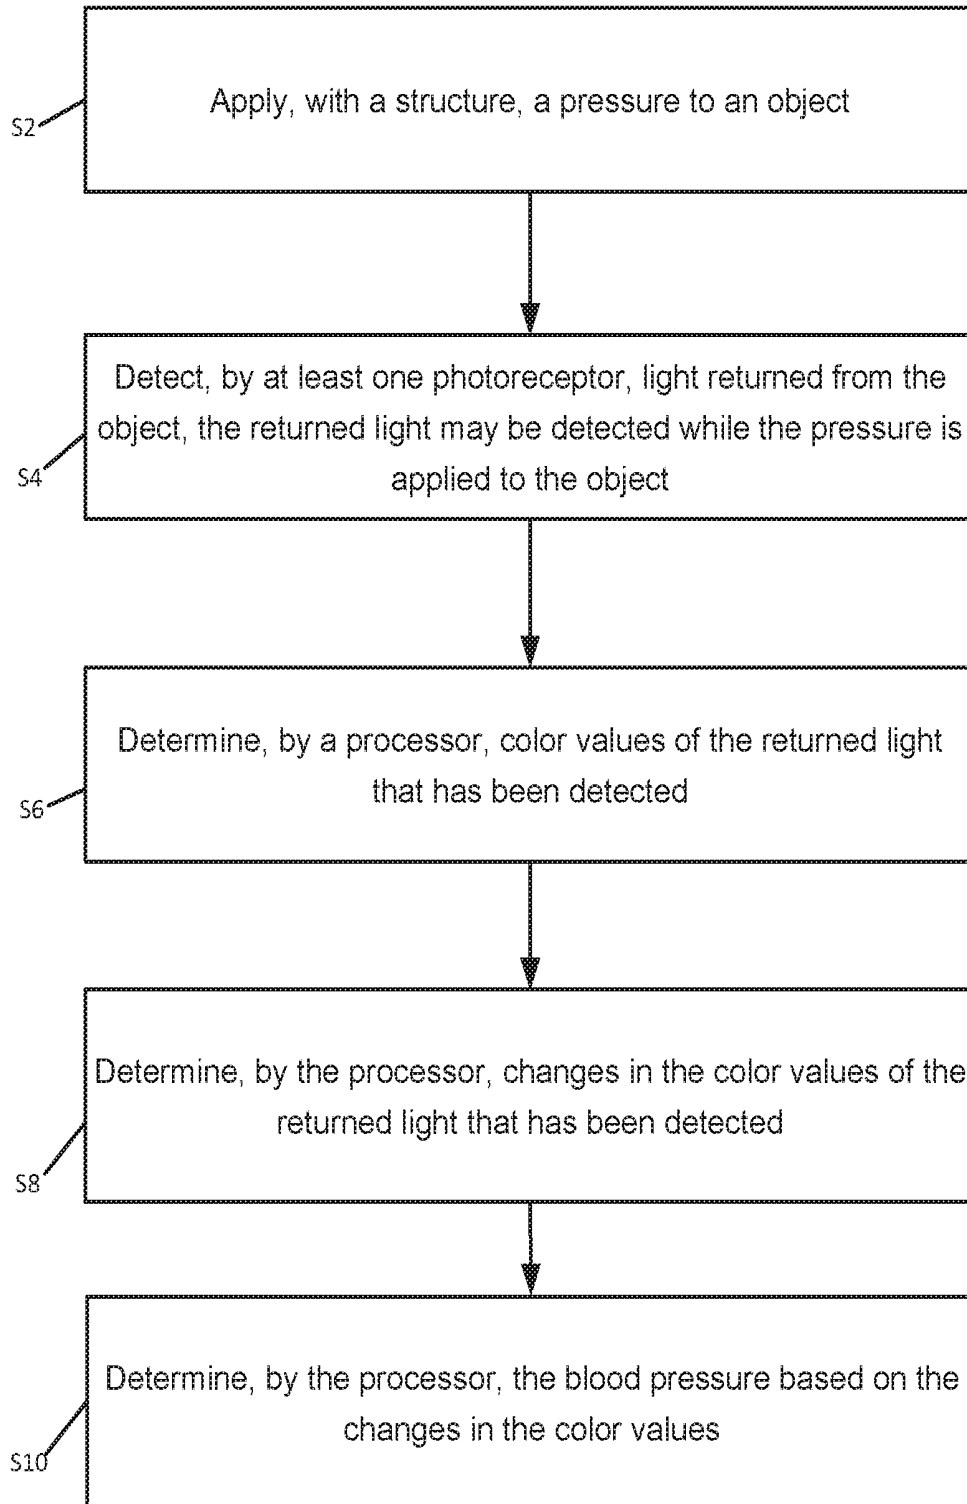 Apply, with a structure, a pressure to an object
S2
Detect, by at least one photoreceptor, light returned from the
object, the returned light may be detected while the pressure is
applied to the object
S4
Determine, by a processor, color values of the returned light
that has been detected
S6
Determine, by the processor, changes in the color values of the
returned light that has been detected
S8
Determine, by the processor, the blood pressure based on the
changes in the color values
S10